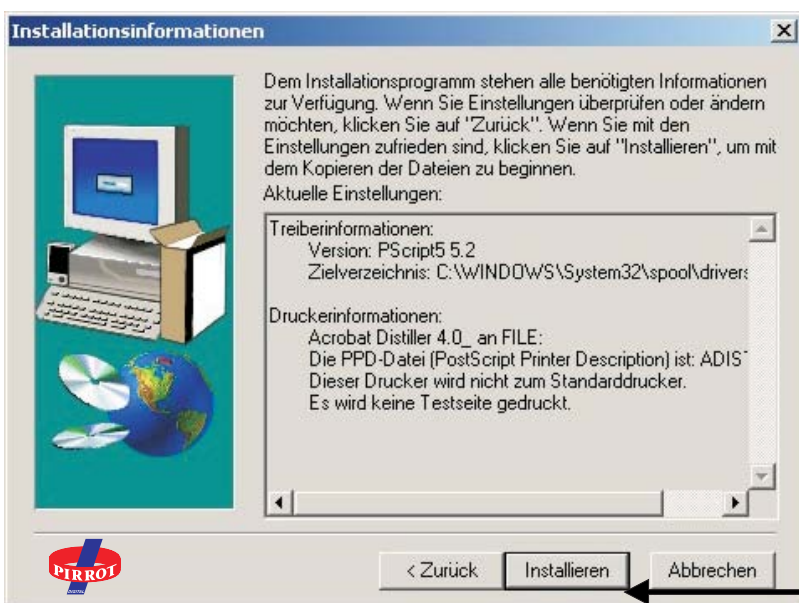 Installationsinformationen
Dem Installationsprogramm stehen alle benötigten Informationen
zur Verfügung. Wenn Sie Einstellungen überprüfen oder ändern
möchten, klicken Sie auf "Zurück". Wenn Sie mit den
Einstellungen zufrieden sind, klicken Sie auf "Installieren", um mit
dem Kopieren der Dateien zu beginnen.
Aktuelle Einstellungen:
Treiberinformationen:
Version: PScript5 5.2
Zielverzeichnis: C:\WINDOWS\System32\spool\drivers
Druckerinformationen:
Acrobat Distiller 4.0_ an FILE:
Die PPD-Datei (PostScript Printer Description) ist: ADIS
Dieser Drucker wird nicht zum Standarddrucker.
Es wird keine Testseite gedruckt.
PIRROT
DIGITAL
< Zurück
Installieren
Abbrechen